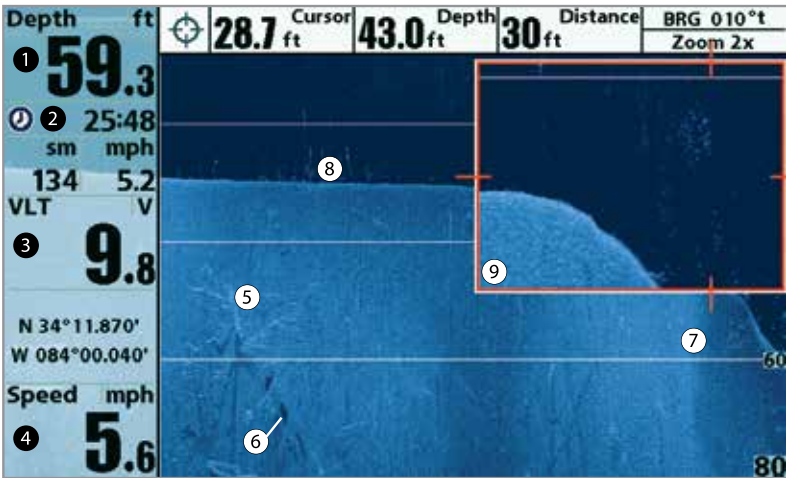 Depth ft
1 59.3
2 25:48
sm mph
134 5.2
VLT V
3 9.8
N 34°11.870'
W 084°00.040'
Speed mph
4 5.6
Cursor 28.7 ft
Depth 43.0 ft
Distance 30 ft
BRG 010°t
Zoom 2x
8
9
5
7
6
60
80